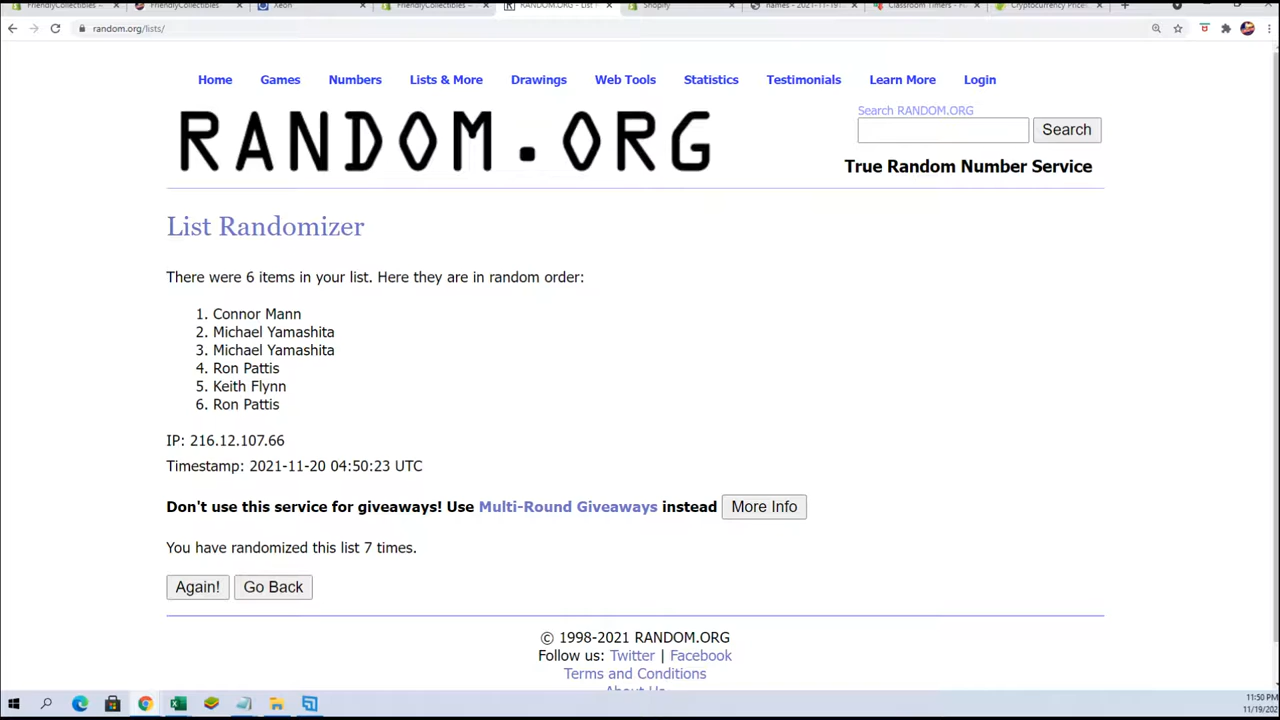 FriendlyCollectibles –
FriendlyCollectibles
Xeon
FriendlyCollectibles –
RANDOM.ORG - List
Shopify
names - 2021-11-19
Classroom Timers - F
Cryptocurrency Price
random.org/lists/
Home Games Numbers Lists & More Drawings Web Tools Statistics Testimonials Learn More Login
RANDOM.ORG
Search RANDOM.ORG
Search
True Random Number Service
List Randomizer
There were 6 items in your list. Here they are in random order:
1. Connor Mann
2. Michael Yamashita
3. Michael Yamashita
4. Ron Pattis
5. Keith Flynn
6. Ron Pattis
IP: 216.12.107.66
Timestamp: 2021-11-20 04:50:23 UTC
Don't use this service for giveaways! Use Multi-Round Giveaways instead More Info
You have randomized this list 7 times.
Again! Go Back
© 1998-2021 RANDOM.ORG
Follow us: Twitter | Facebook
Terms and Conditions
About Us
11:50 PM
11/19/202